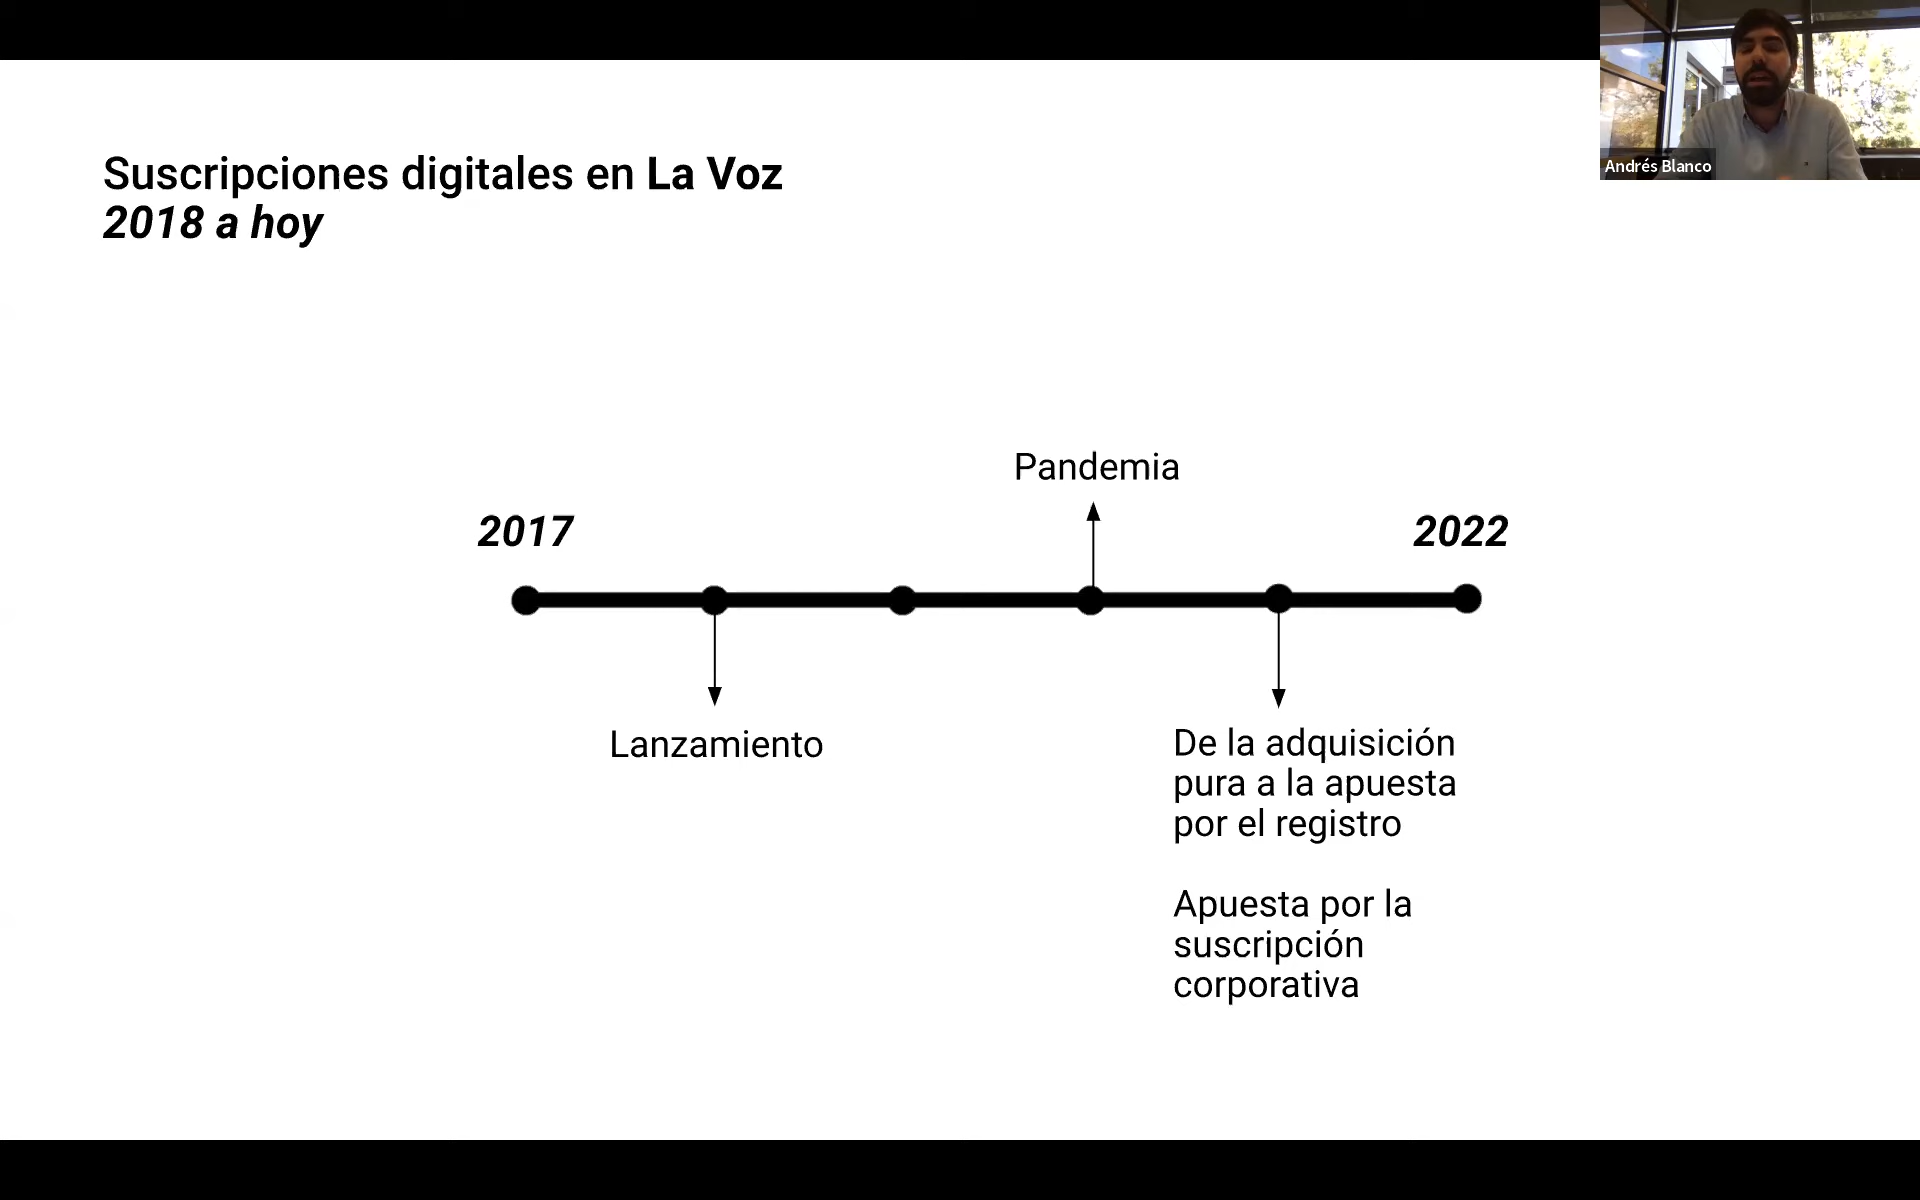 Andrés Blanco
Suscripciones digitales en La Voz
2018 a hoy
Pandemia
2017
2022
Lanzamiento
De la adquisición
pura a la apuesta
por el registro
Apuesta por la
suscripción
corporativa